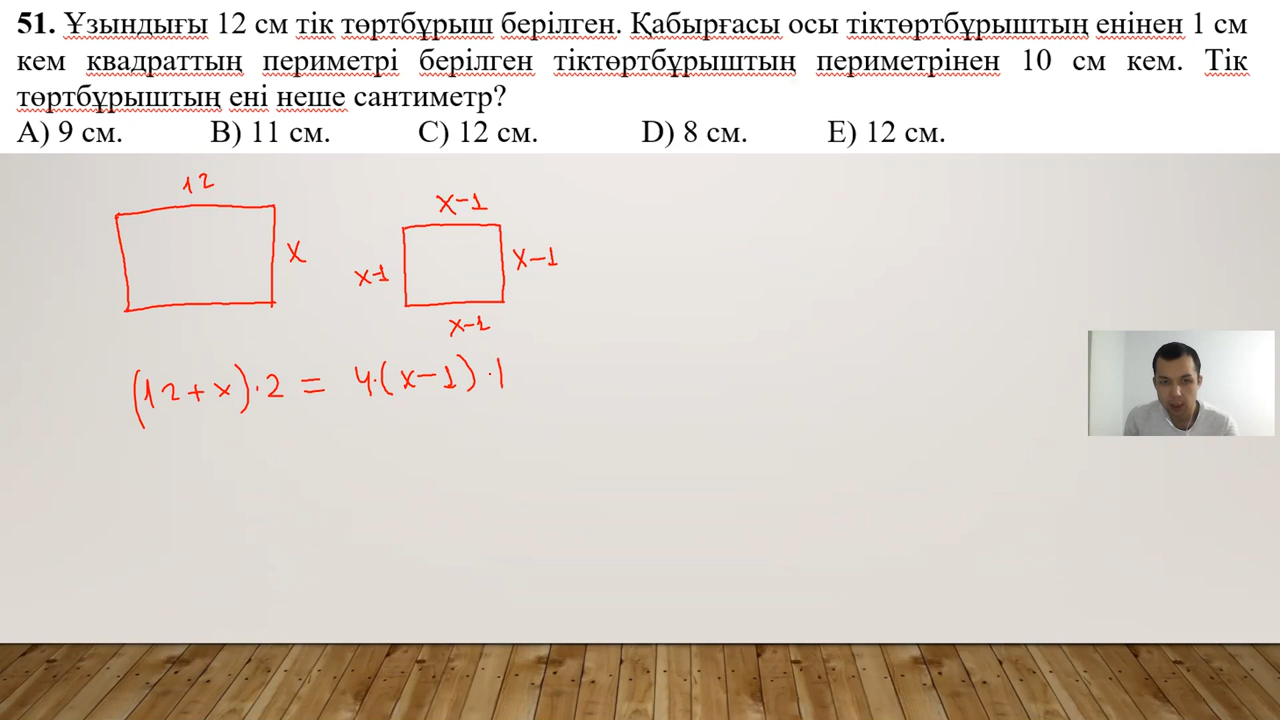 51. Ұзындығы 12 см тік төртбұрыш берілген. Қабырғасы осы тіктөртбұрыштың енінен 1 см
кем квадраттың периметрі берілген тіктөртбұрыштың периметрінен 10 см кем. Тік
төртбұрыштың ені неше сантиметр?
A) 9 см. B) 11 см. C) 12 см. D) 8 см. E) 12 см.
12
x
x-1
x-1
x-1
x-1
(12+x)·2 = 4·(x-1)·1